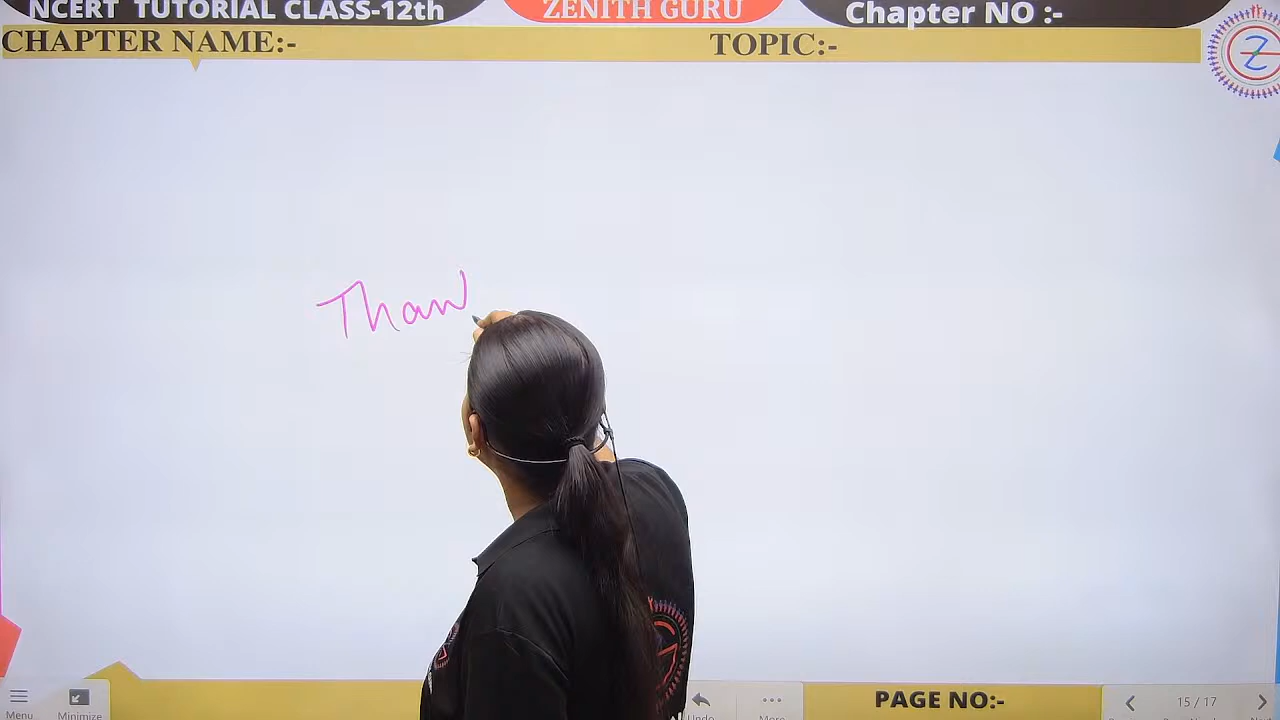 NCERT TUTORIAL CLASS-12th
ZENITH GURU
Chapter NO :-
CHAPTER NAME:-
TOPIC:-
Than
Menu
Minimize
Undo
More
PAGE NO:-
15 / 17